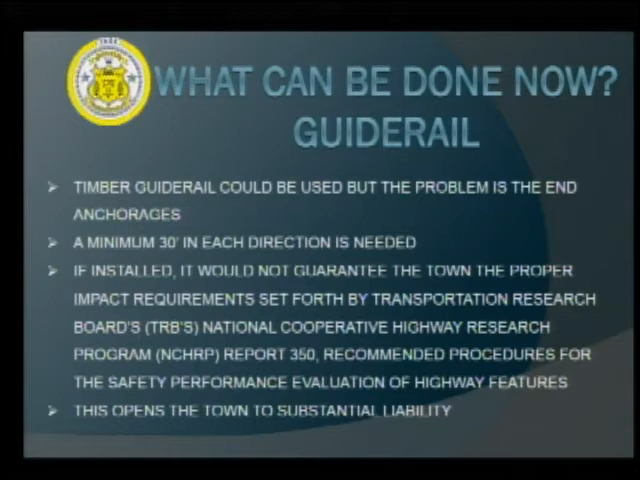 WHAT CAN BE DONE NOW?
GUIDERAIL
➢ TIMBER GUIDERAIL COULD BE USED BUT THE PROBLEM IS THE END
ANCHORAGES
➢ A MINIMUM 30' IN EACH DIRECTION IS NEEDED
➢ IF INSTALLED, IT WOULD NOT GUARANTEE THE TOWN THE PROPER
IMPACT REQUIREMENTS SET FORTH BY TRANSPORTATION RESEARCH
BOARD'S (TRB'S) NATIONAL COOPERATIVE HIGHWAY RESEARCH
PROGRAM (NCHRP) REPORT 350, RECOMMENDED PROCEDURES FOR
THE SAFETY PERFORMANCE EVALUATION OF HIGHWAY FEATURES
➢ THIS OPENS THE TOWN TO SUBSTANTIAL LIABILITY